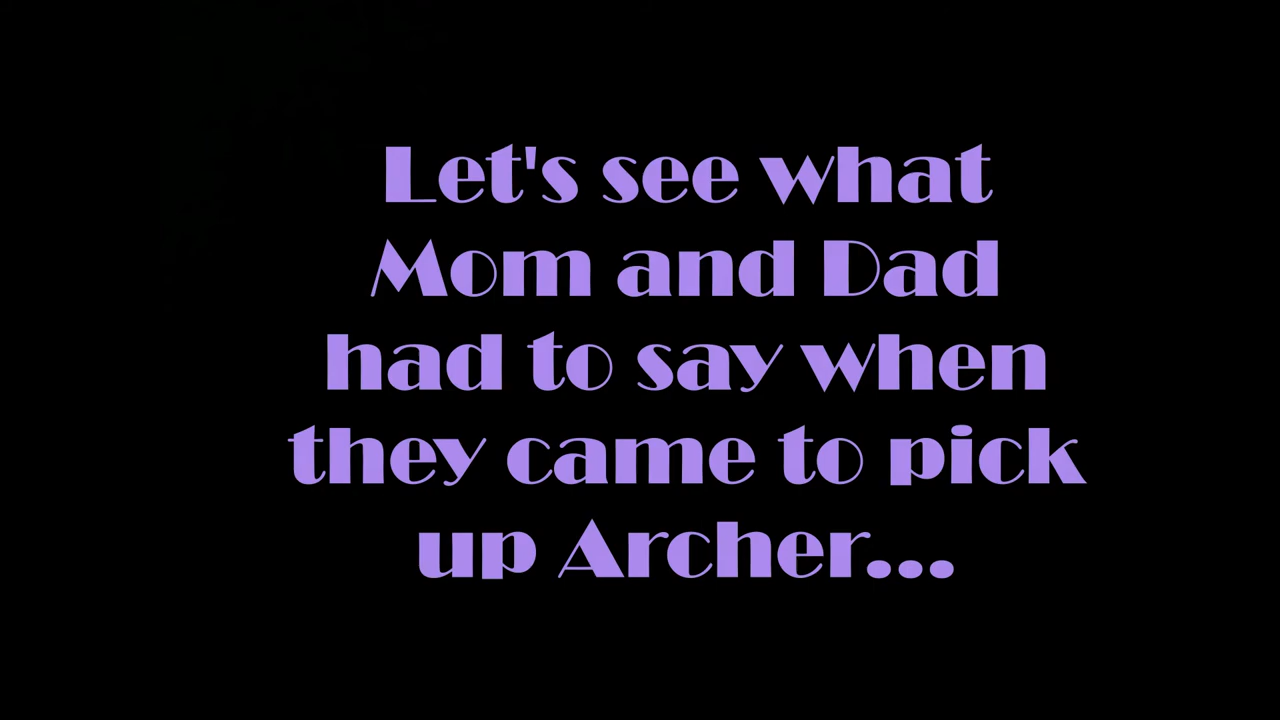 Let's see what
Mom and Dad
had to say when
they came to pick
up Archer...